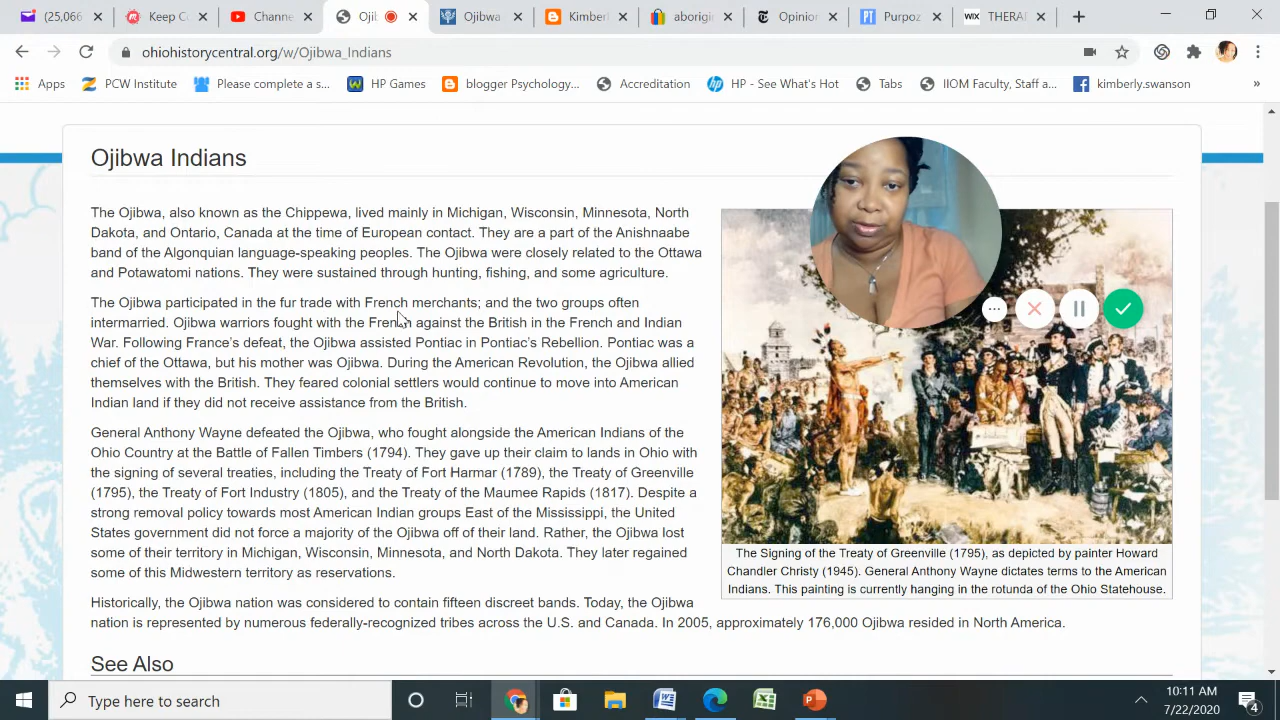 (25,066
Keep Co
Channe
Ojib
Ojibwa
Kimberl
aborigin
Opinion
Purpoz
WIX
THERA
ohiohistorycentral.org/w/Ojibwa_Indians
Apps
PCW Institute
Please complete a s...
HP Games
blogger Psychology...
Accreditation
HP - See What's Hot
Tabs
IIOM Faculty, Staff a...
kimberly.swanson
»
Ojibwa Indians
The Ojibwa, also known as the Chippewa, lived mainly in Michigan, Wisconsin, Minnesota, North
Dakota, and Ontario, Canada at the time of European contact. They are a part of the Anishnaabe
band of the Algonquian language-speaking peoples. The Ojibwa were closely related to the Ottawa
and Potawatomi nations. They were sustained through hunting, fishing, and some agriculture.
The Ojibwa participated in the fur trade with French merchants; and the two groups often
intermarried. Ojibwa warriors fought with the French against the British in the French and Indian
War. Following France's defeat, the Ojibwa assisted Pontiac in Pontiac's Rebellion. Pontiac was a
chief of the Ottawa, but his mother was Ojibwa. During the American Revolution, the Ojibwa allied
themselves with the British. They feared colonial settlers would continue to move into American
Indian land if they did not receive assistance from the British.
General Anthony Wayne defeated the Ojibwa, who fought alongside the American Indians of the
Ohio Country at the Battle of Fallen Timbers (1794). They gave up their claim to lands in Ohio with
the signing of several treaties, including the Treaty of Fort Harmar (1789), the Treaty of Greenville
(1795), the Treaty of Fort Industry (1805), and the Treaty of the Maumee Rapids (1817). Despite a
strong removal policy towards most American Indian groups East of the Mississippi, the United
States government did not force a majority of the Ojibwa off of their land. Rather, the Ojibwa lost
some of their territory in Michigan, Wisconsin, Minnesota, and North Dakota. They later regained
some of this Midwestern territory as reservations.
The Signing of the Treaty of Greenville (1795), as depicted by painter Howard
Chandler Christy (1945). General Anthony Wayne dictates terms to the American
Indians. This painting is currently hanging in the rotunda of the Ohio Statehouse.
Historically, the Ojibwa nation was considered to contain fifteen discreet bands. Today, the Ojibwa
nation is represented by numerous federally-recognized tribes across the U.S. and Canada. In 2005, approximately 176,000 Ojibwa resided in North America.
See Also
Type here to search
10:11 AM
7/22/2020
4